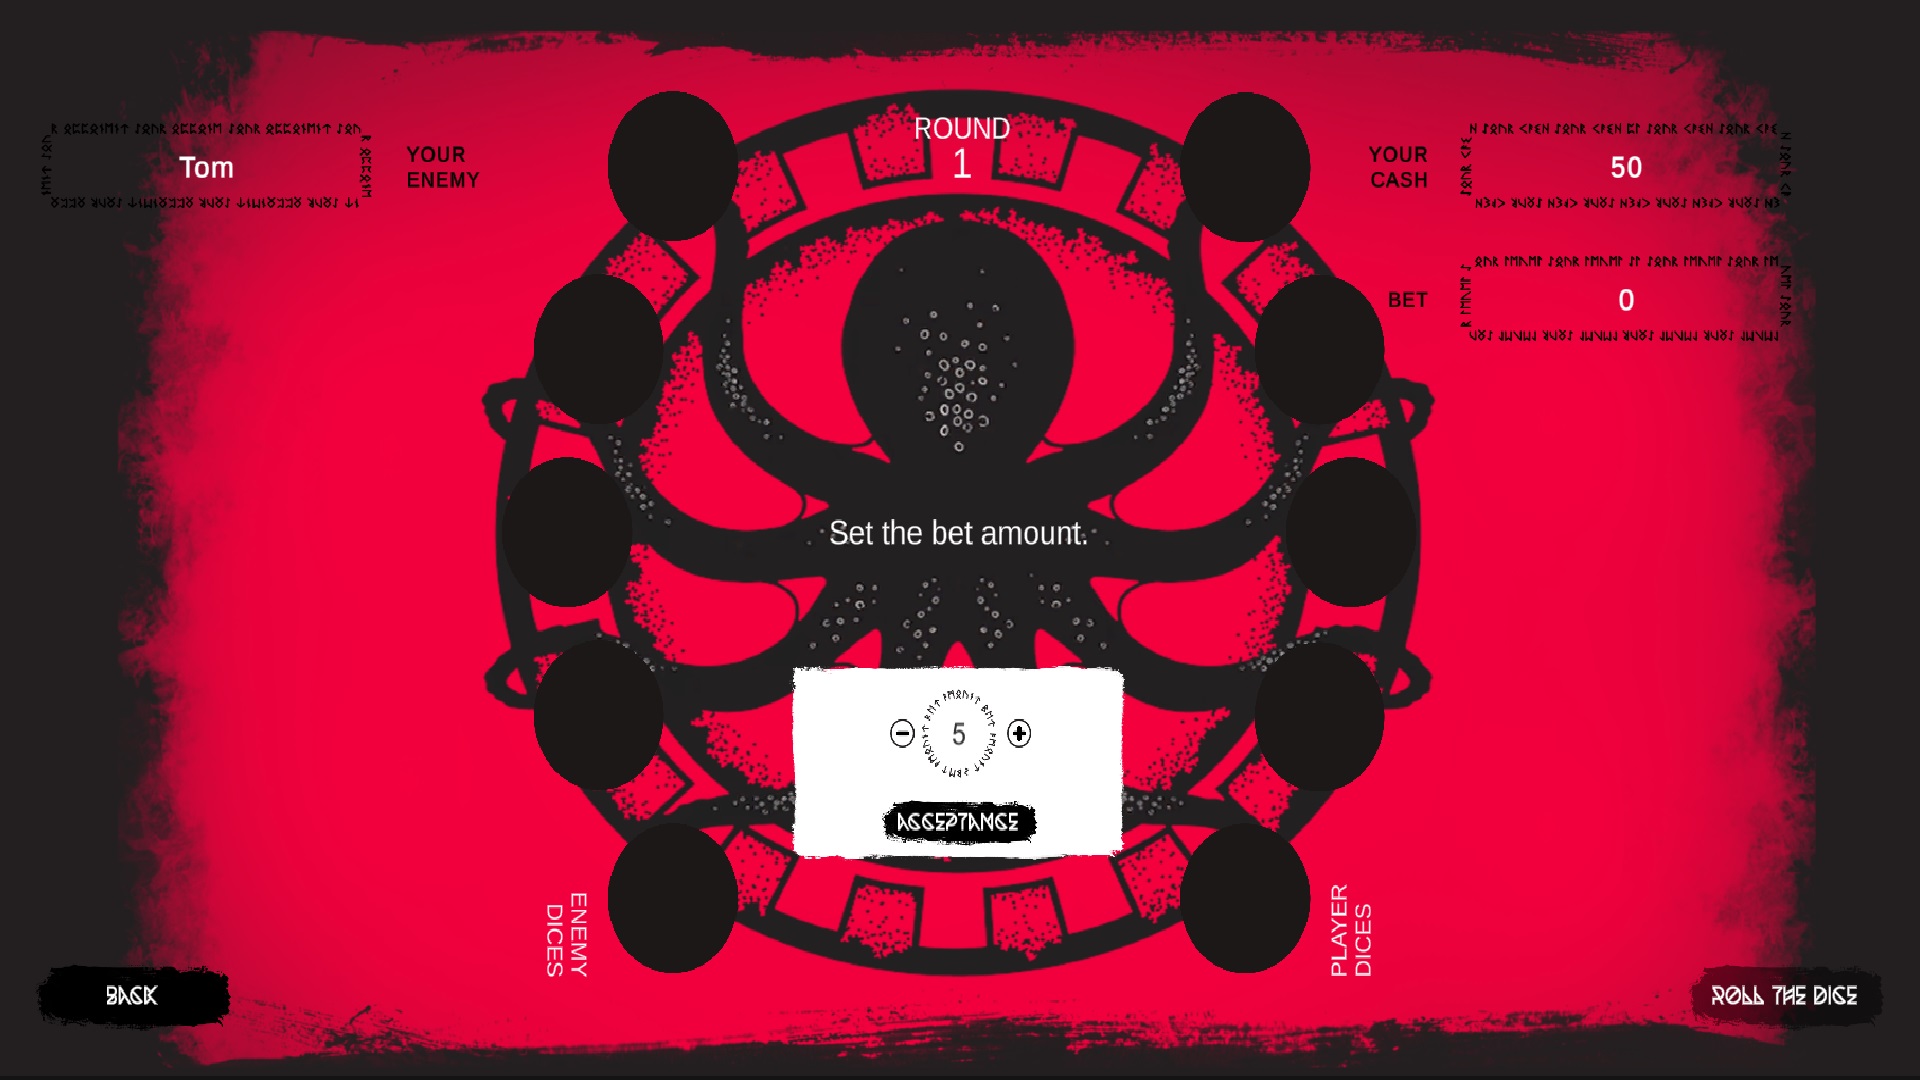 ROUND
1
Tom
YOUR
ENEMY
YOUR
CASH
50
BET
0
Set the bet amount.
5
ACCEPTANCE
ENEMY
DICES
PLAYER
DICES
BACK
ROLL THE DICE